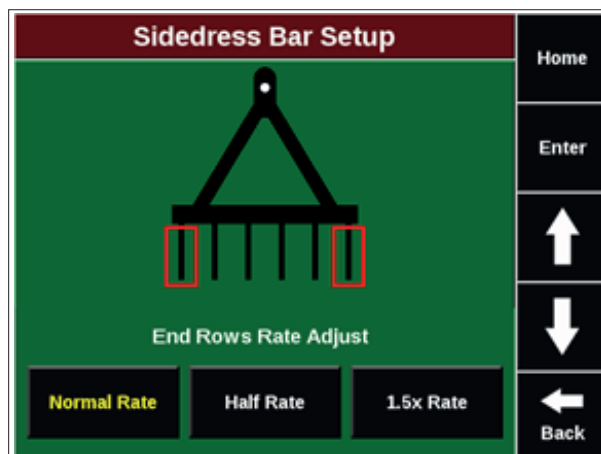 Sidedress Bar Setup
Home
Enter
End Rows Rate Adjust
Normal Rate
Half Rate
1.5x Rate
Back